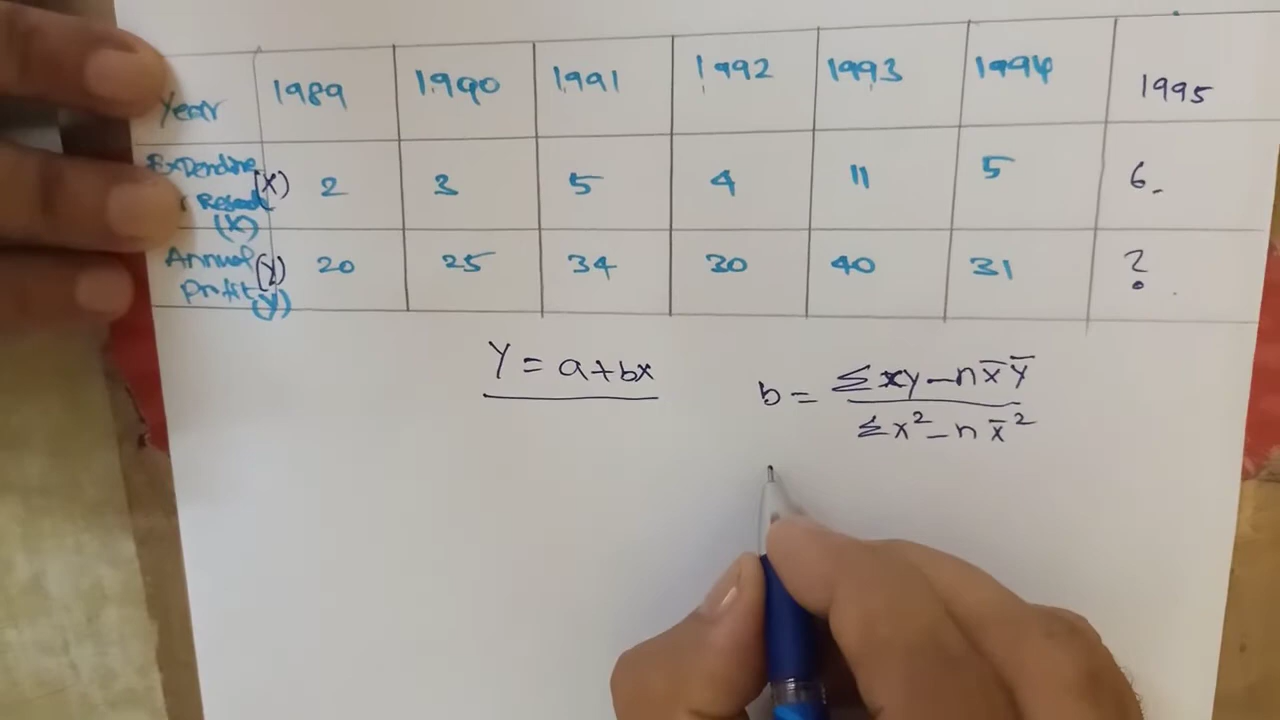 Year 1989 1990 1991 1992 1993 1994 1995
(X) 2 3 5 4 11 5 6
(X)
Annual (Y) 20 25 34 30 40 31 ?
Profit (Y)
Y = a+bx
b = Σxy-nx̅y̅ / Σx²-nx̅²